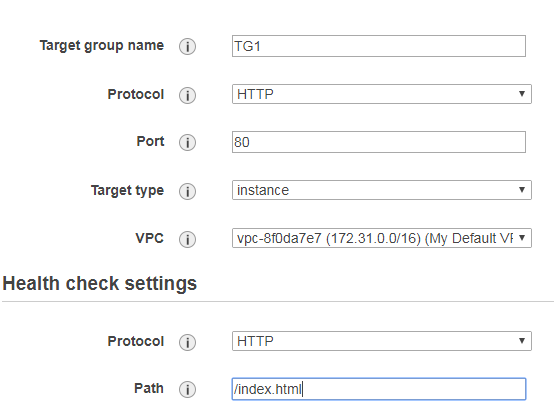 Target group name i TG1
Protocol i HTTP
Port i 80
Target type i instance
VPC i vpc-8f0da7e7 (172.31.0.0/16) (My Default VP
Health check settings
Protocol i HTTP
Path i /index.html